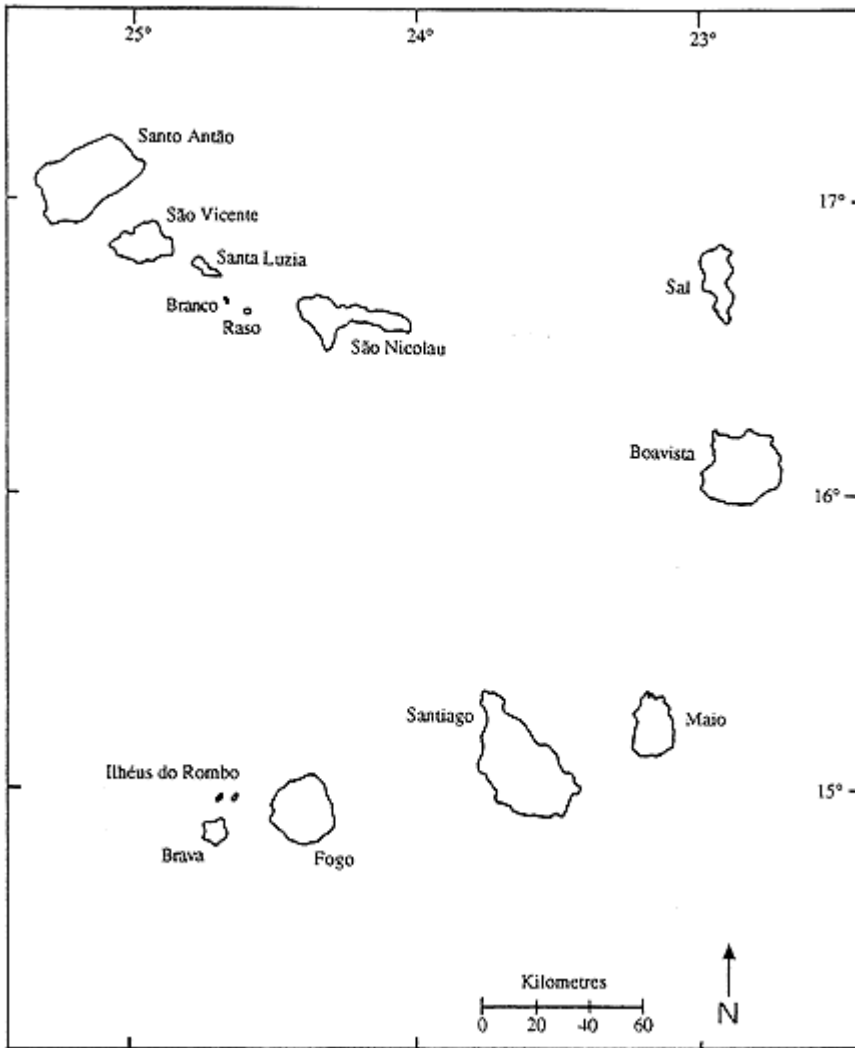 25°
24°
23°
Santo Antão
17°
São Vicente
Santa Luzia
Sal
Branco
Raso
São Nicolau
Boavista
16°
Santiago
Maio
Ilhéus do Rombo
15°
Brava
Fogo
Kilometres
0 20 40 60
N